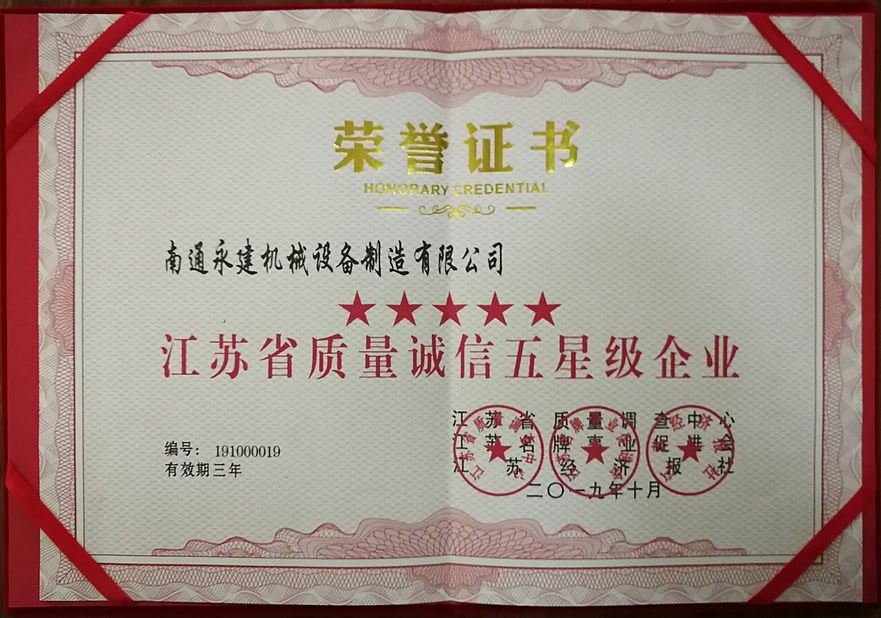 荣誉证书
HONORARY CREDENTIAL
南通永建机械设备制造有限公司
江苏省质量诚信五星级企业
江苏省质量调查中心
江苏名牌事业促进会
江苏经济报社
编号：191000019
有效期三年
二〇一九年十月